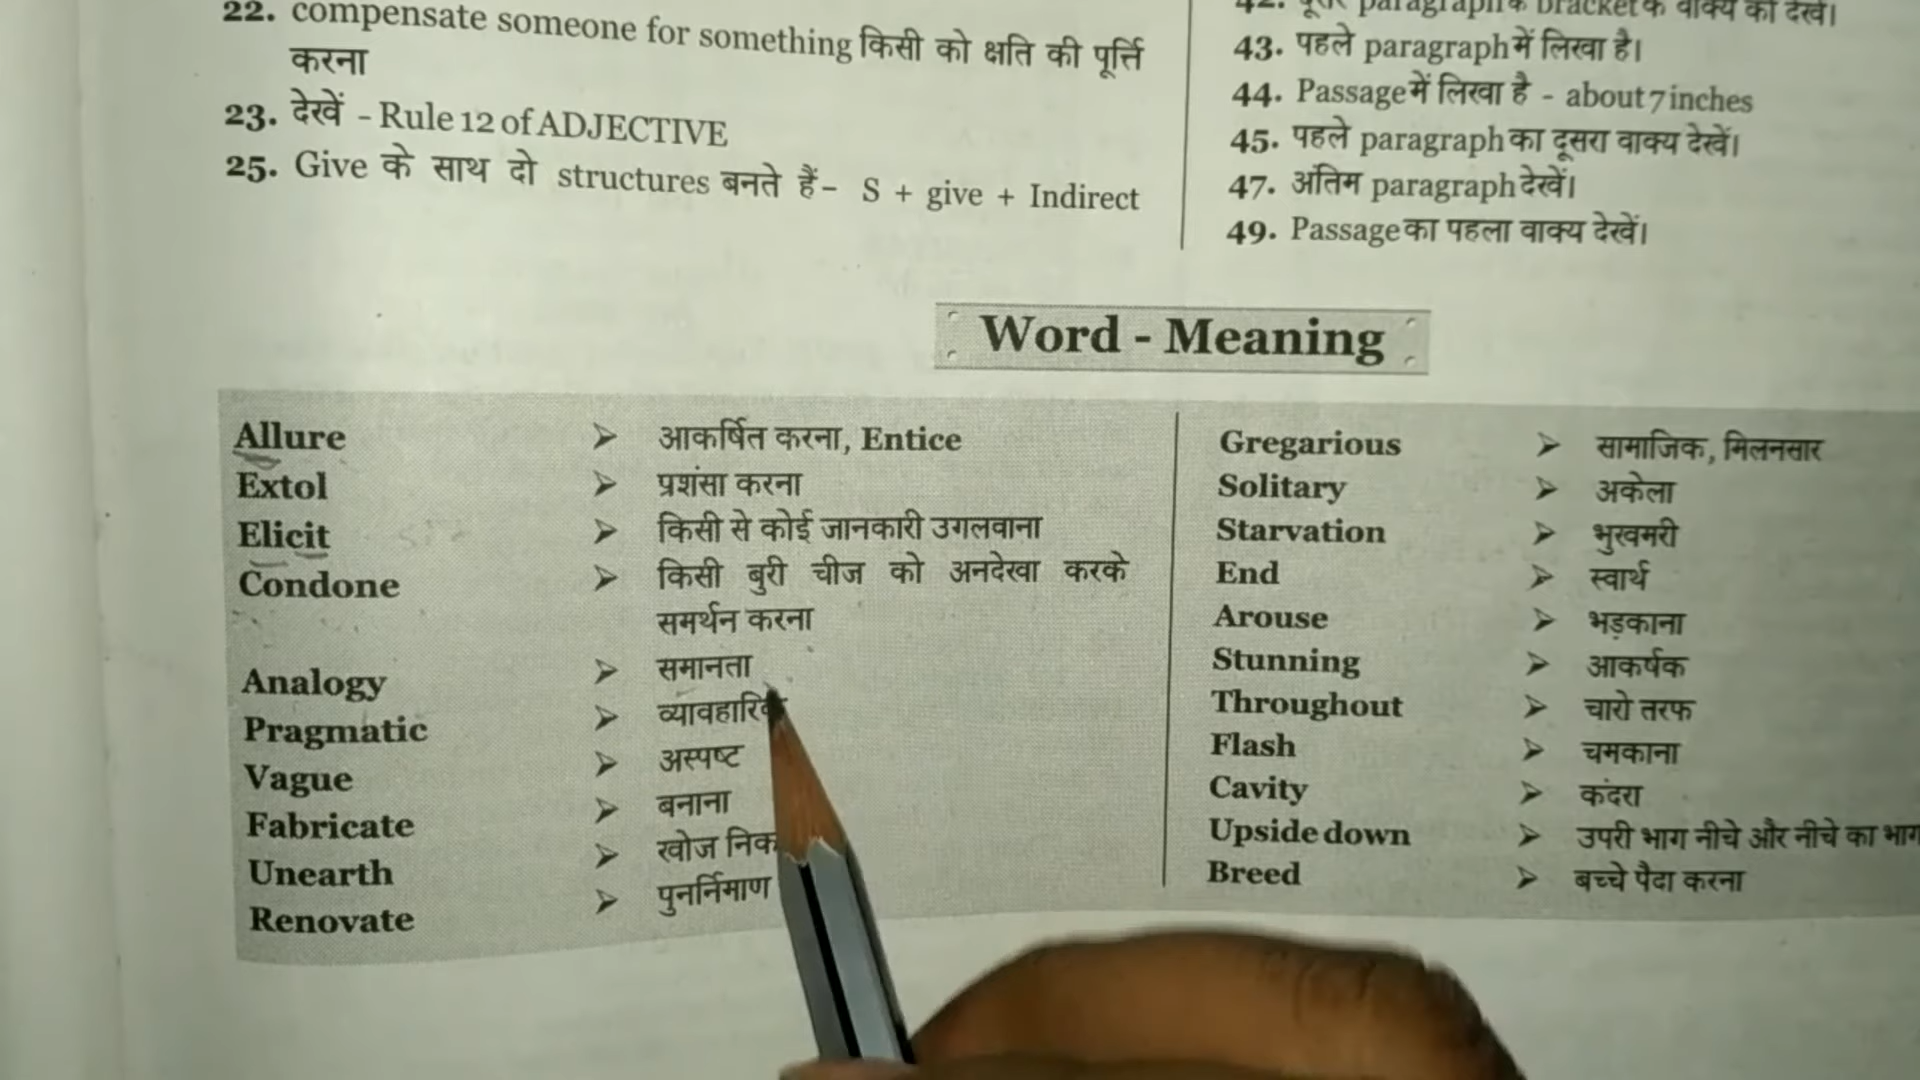 22. compensate someone for something किसी को क्षति की पूर्त्ति
करना
23. देखें - Rule 12 of ADJECTIVE
25. Give के साथ दो structures बनते हैं- S + give + Indirect
42. paragraph के bracket के वाक्य को देखें।
43. पहले paragraph में लिखा है।
44. Passage में लिखा है - about 7 inches
45. पहले paragraph का दूसरा वाक्य देखें।
47. अंतिम paragraph देखें।
49. Passage का पहला वाक्य देखें।
Word - Meaning
Allure ➤ आकर्षित करना, Entice
Extol ➤ प्रशंसा करना
Elicit ➤ किसी से कोई जानकारी उगलवाना
Condone ➤ किसी बुरी चीज को अनदेखा करके
समर्थन करना
Analogy ➤ समानता
Pragmatic ➤
Vague ➤ अस्पष्ट
Fabricate ➤ बनाना
Unearth ➤ खोज
Renovate ➤ पुनर्निमाण
Gregarious ➤ सामाजिक, मिलनसार
Solitary ➤ अकेला
Starvation ➤ भुखमरी
End ➤ स्वार्थ
Arouse ➤ भड़काना
Stunning ➤ आकर्षक
Throughout ➤ चारो तरफ
Flash ➤ चमकाना
Cavity ➤ कंदरा
Upside down ➤ उपरी भाग नीचे और नीचे का भाग
Breed ➤ बच्चे पैदा करना